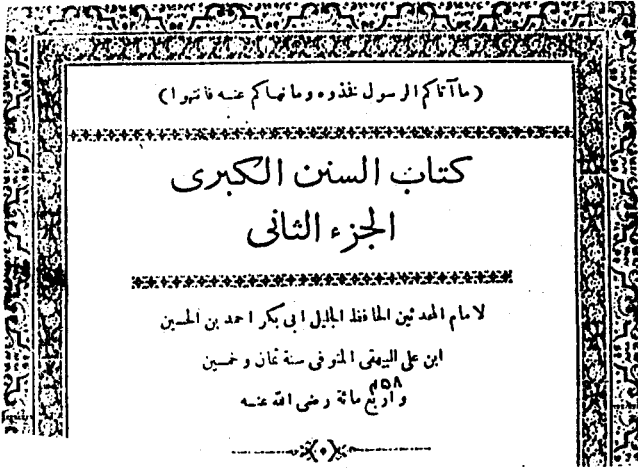 (ما آتاكم الرسول فخذوه وما نهاكم عنه فانتهوا)
كتاب السنن الكبرى
الجزء الثانى
لامام المحدثين الحافظ الجليل ابى بكر احمد بن الحسين
ابن على البيهقى المتوفى سنة ثمان وخمسين
٤٥٨
واربع مائة رضى الله عنه